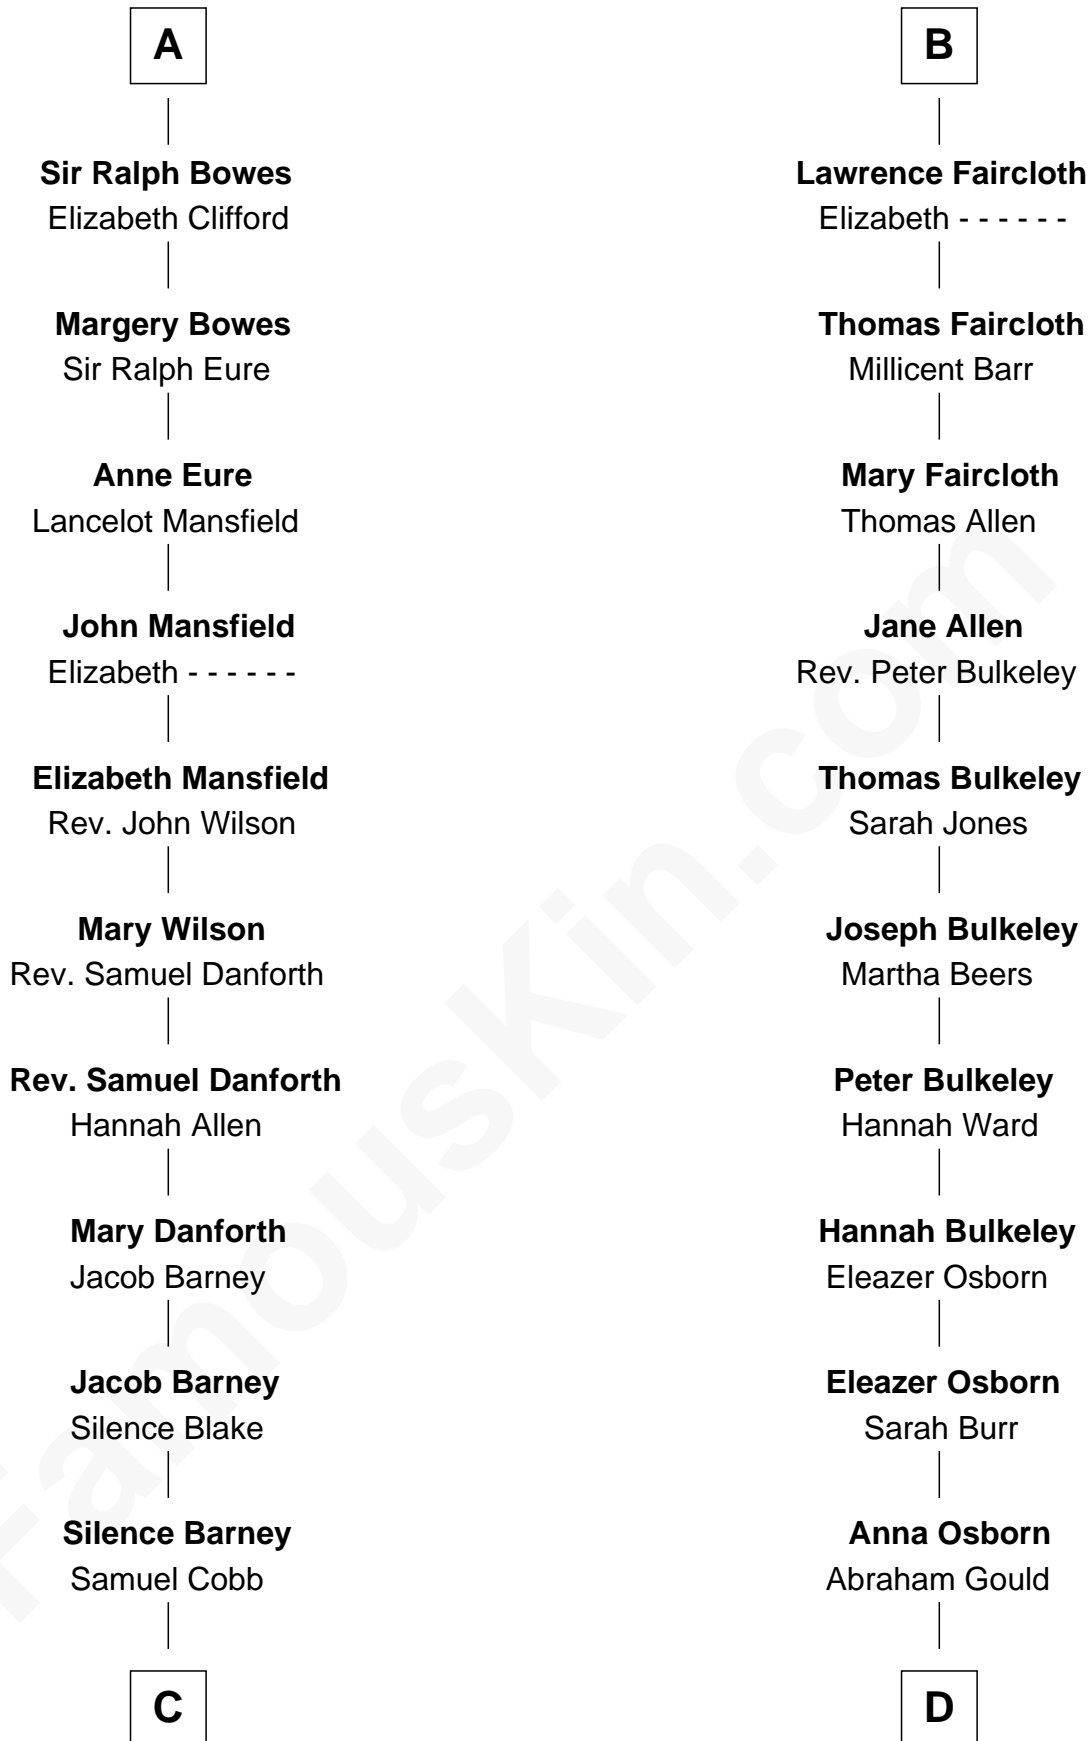 A
Sir Ralph Bowes
Elizabeth Clifford
Margery Bowes
Sir Ralph Eure
Anne Eure
Lancelot Mansfield
John Mansfield
Elizabeth - - - - - -
Elizabeth Mansfield
Rev. John Wilson
Mary Wilson
Rev. Samuel Danforth
Rev. Samuel Danforth
Hannah Allen
Mary Danforth
Jacob Barney
Jacob Barney
Silence Blake
Silence Barney
Samuel Cobb
C
B
Lawrence Faircloth
Elizabeth - - - - - -
Thomas Faircloth
Millicent Barr
Mary Faircloth
Thomas Allen
Jane Allen
Rev. Peter Bulkeley
Thomas Bulkeley
Sarah Jones
Joseph Bulkeley
Martha Beers
Peter Bulkeley
Hannah Ward
Hannah Bulkeley
Eleazer Osborn
Eleazer Osborn
Sarah Burr
Anna Osborn
Abraham Gould
D
FamousKin.com